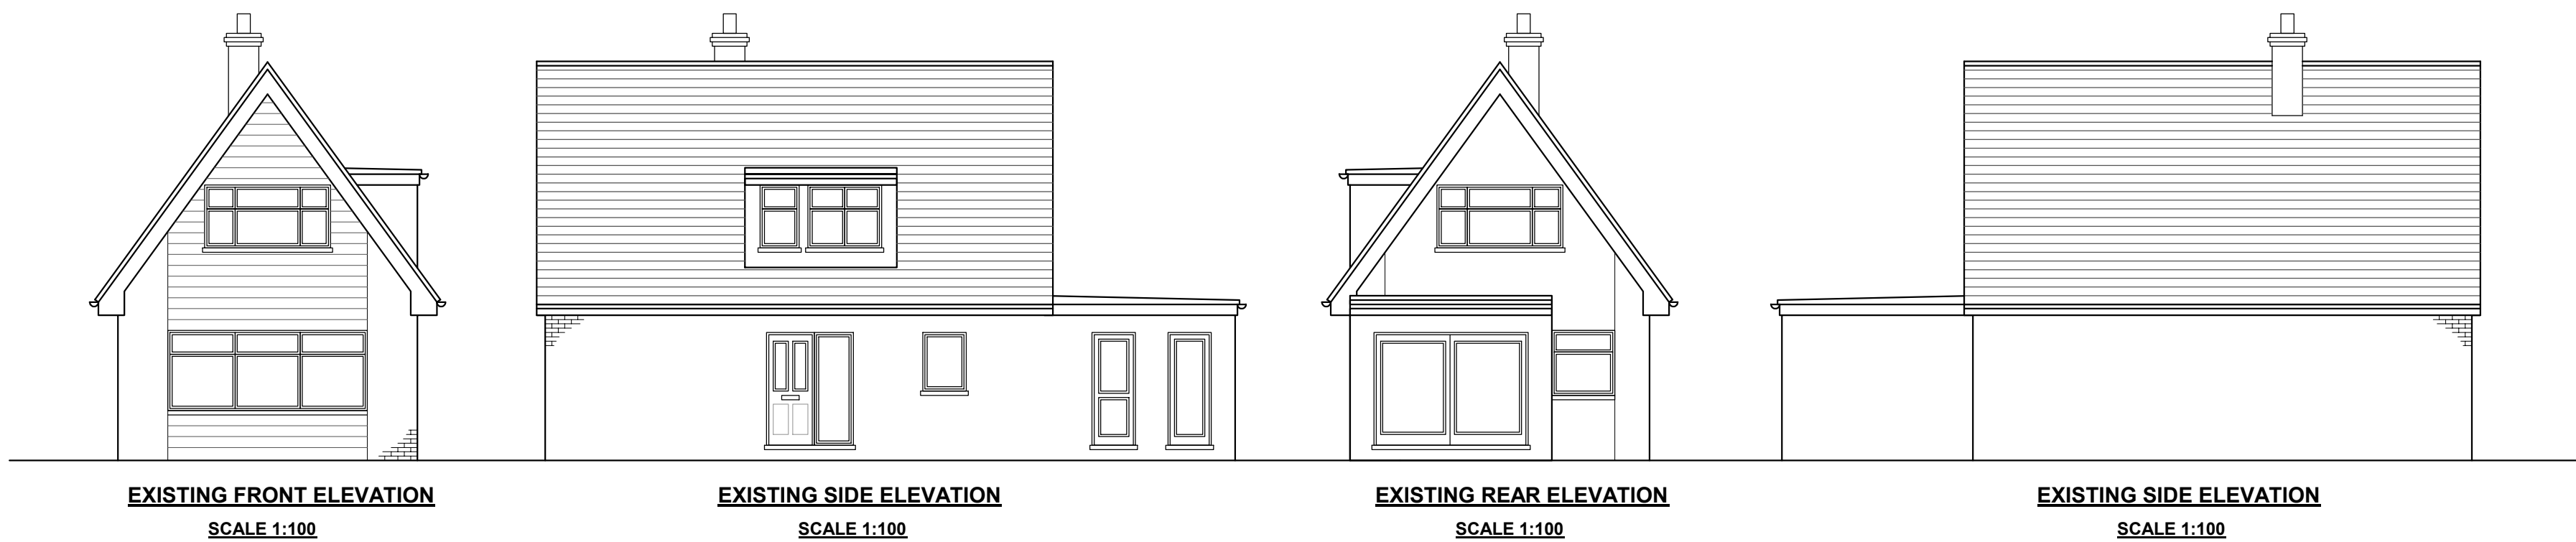 EXISTING FRONT ELEVATION
SCALE 1:100
EXISTING SIDE ELEVATION
SCALE 1:100
EXISTING REAR ELEVATION
SCALE 1:100
EXISTING SIDE ELEVATION
SCALE 1:100